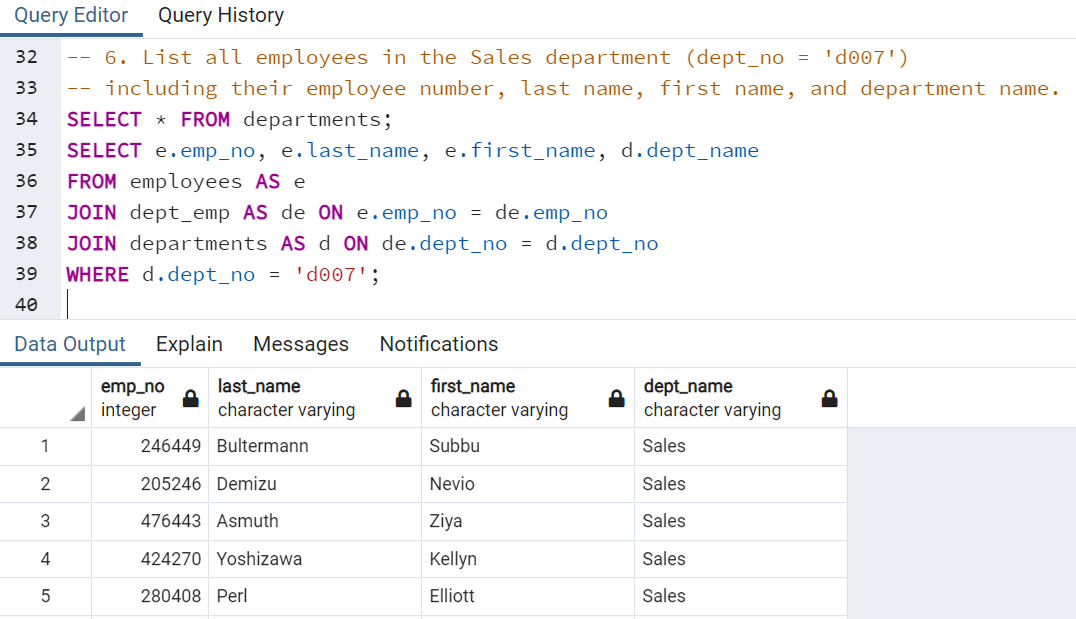 Query Editor Query History
32 -- 6. List all employees in the Sales department (dept_no = 'd007')
33 -- including their employee number, last name, first name, and department name.
34 SELECT * FROM departments;
35 SELECT e.emp_no, e.last_name, e.first_name, d.dept_name
36 FROM employees AS e
37 JOIN dept_emp AS de ON e.emp_no = de.emp_no
38 JOIN departments AS d ON de.dept_no = d.dept_no
39 WHERE d.dept_no = 'd007';
40
Data Output Explain Messages Notifications
emp_no last_name first_name dept_name
integer character varying character varying character varying
1 246449 Bultermann Subbu Sales
2 205246 Demizu Nevio Sales
3 476443 Asmuth Ziya Sales
4 424270 Yoshizawa Kellyn Sales
5 280408 Perl Elliott Sales